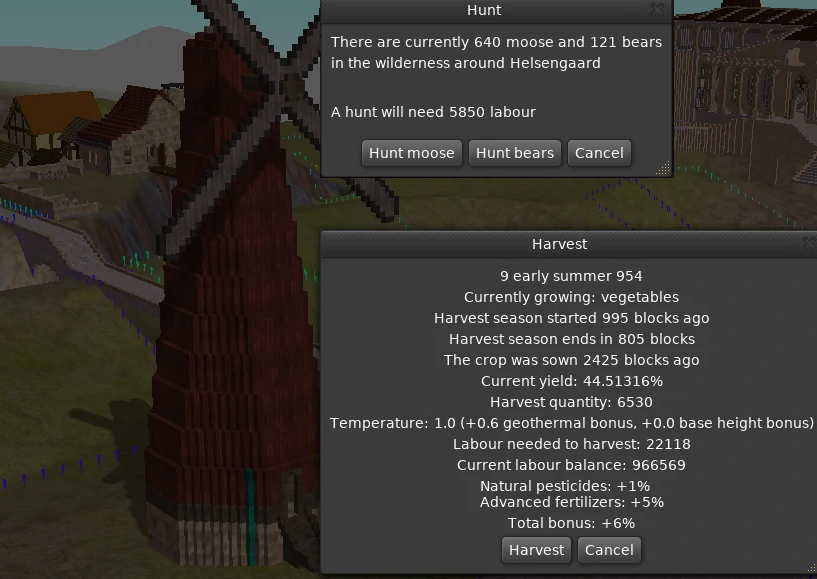 Hunt
There are currently 640 moose and 121 bears
in the wilderness around Helsengaard
A hunt will need 5850 labour
Hunt moose
Hunt bears
Cancel
Harvest
9 early summer 954
Currently growing: vegetables
Harvest season started 995 blocks ago
Harvest season ends in 805 blocks
The crop was sown 2425 blocks ago
Current yield: 44.51316%
Harvest quantity: 6530
Temperature: 1.0 (+0.6 geothermal bonus, +0.0 base height bonus)
Labour needed to harvest: 22118
Current labour balance: 966569
Natural pesticides: +1%
Advanced fertilizers: +5%
Total bonus: +6%
Harvest
Cancel